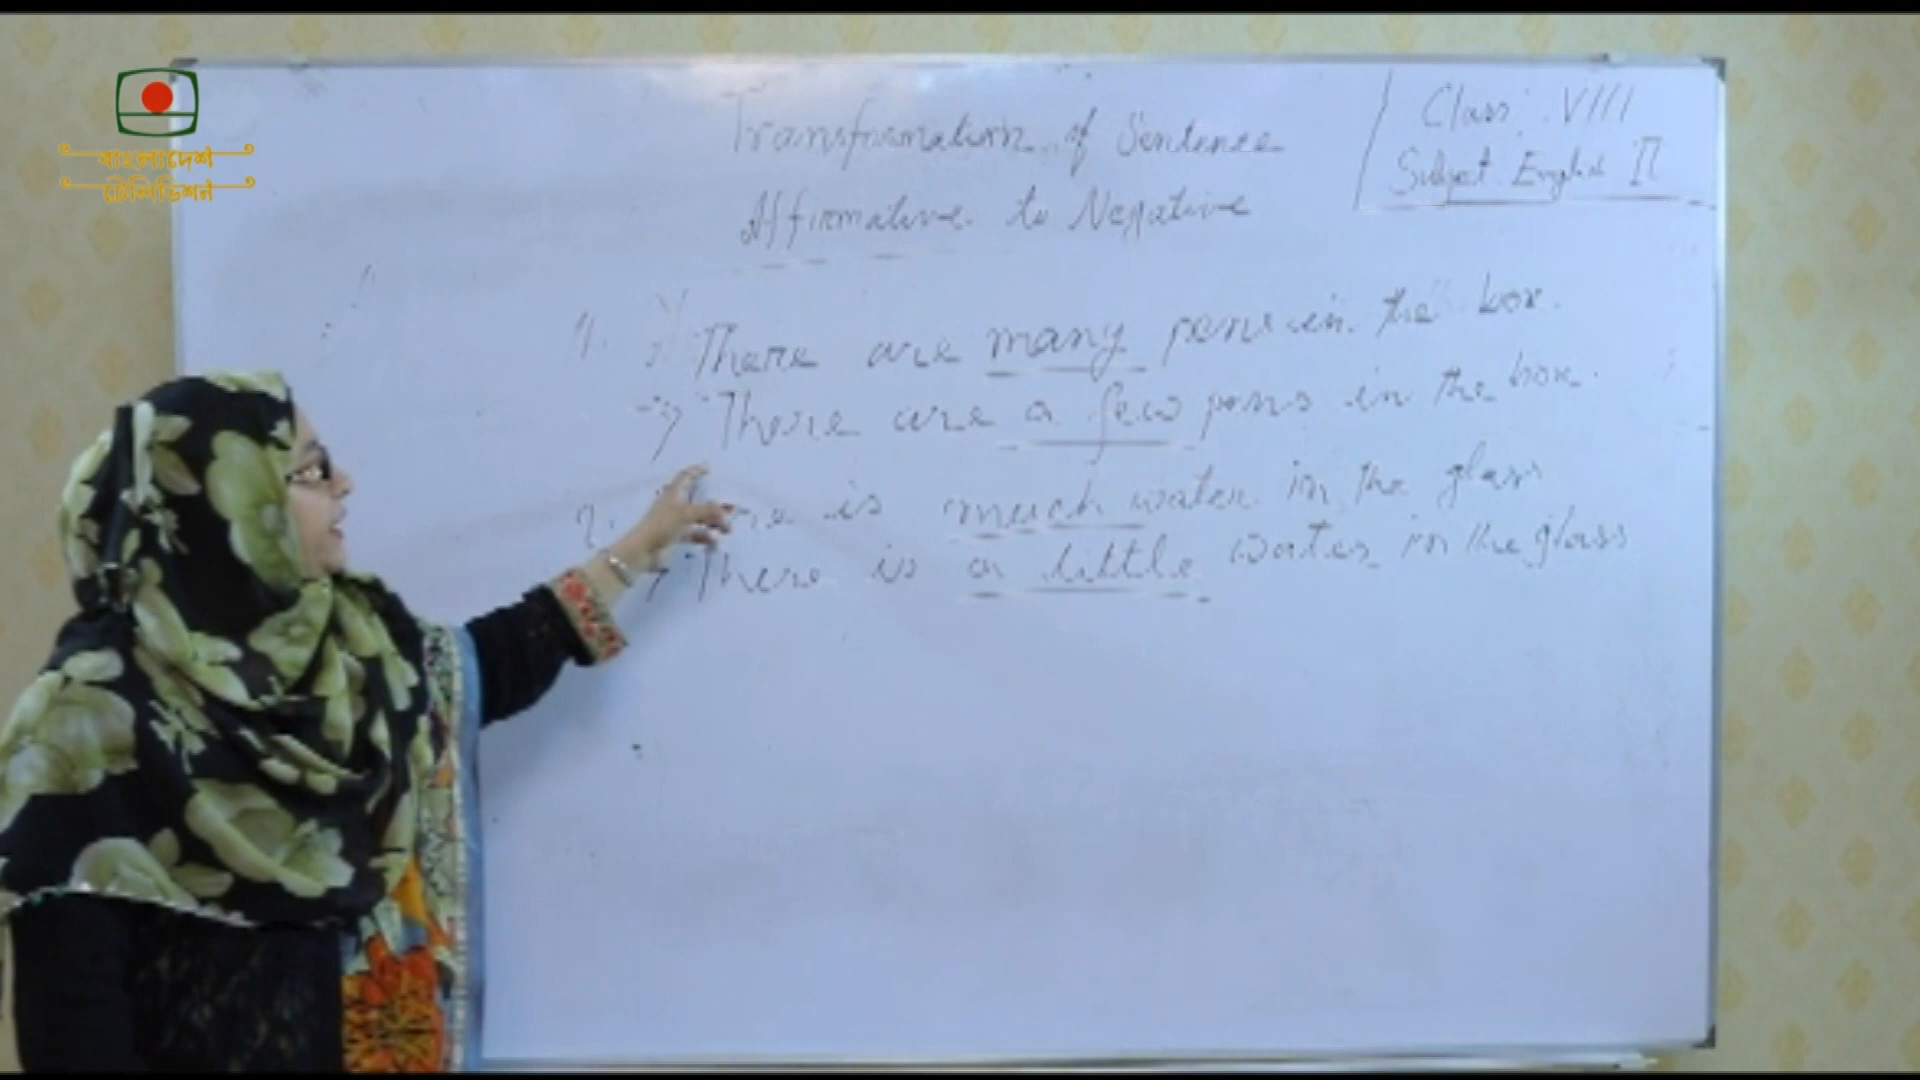 বাংলাদেশ
টেলিভিশন
Class: VIII
Subject English II
Transformation of Sentence
Affirmative to Negative
1. There are many pens in the box.
→ There are a few pens in the box.
2. is much water in the glass
→ There is a little water in the glass